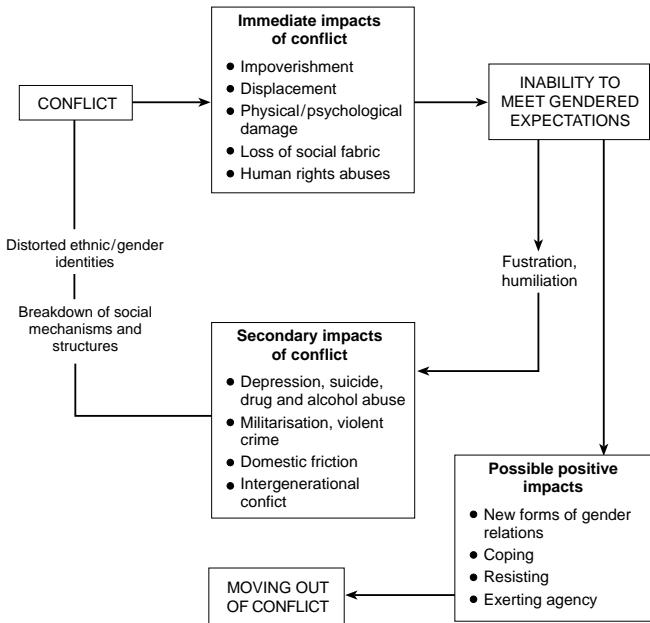 CONFLICT
Immediate impacts
of conflict
● Impoverishment
● Displacement
● Physical/psychological
damage
● Loss of social fabric
● Human rights abuses
INABILITY TO
MEET GENDERED
EXPECTATIONS
Distorted ethnic/gender
identities
Breakdown of social
mechanisms and
structures
Fustration,
humiliation
Secondary impacts
of conflict
● Depression, suicide,
drug and alcohol abuse
● Militarisation, violent
crime
● Domestic friction
● Intergenerational
confict
Possible positive
impacts
● New forms of gender
relations
● Coping
● Resisting
● Exerting agency
MOVING OUT
OF CONFLICT